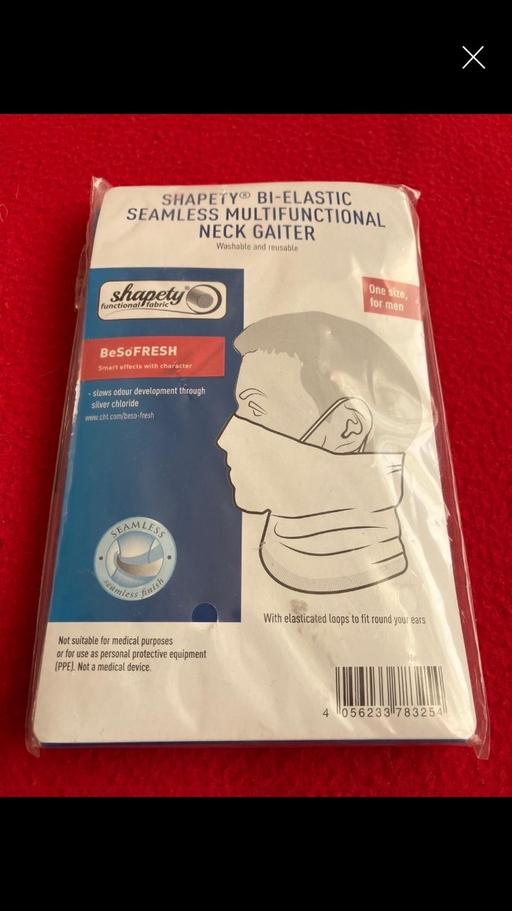 SHAPETY® BI-ELASTIC
SEAMLESS MULTIFUNCTIONAL
NECK GAITER
Washable and reusable
One size,
for men
shapety
functional fabric
BeSoFRESH
Smart effects with character
- slows odour development through
silver chloride
www.cht.com/beso-fresh
SEAMLESS
seamless finish
With elasticated loops to fit round your ears
Not suitable for medical purposes
or for use as personal protective equipment
(PPE). Not a medical device.
4 056233 783254